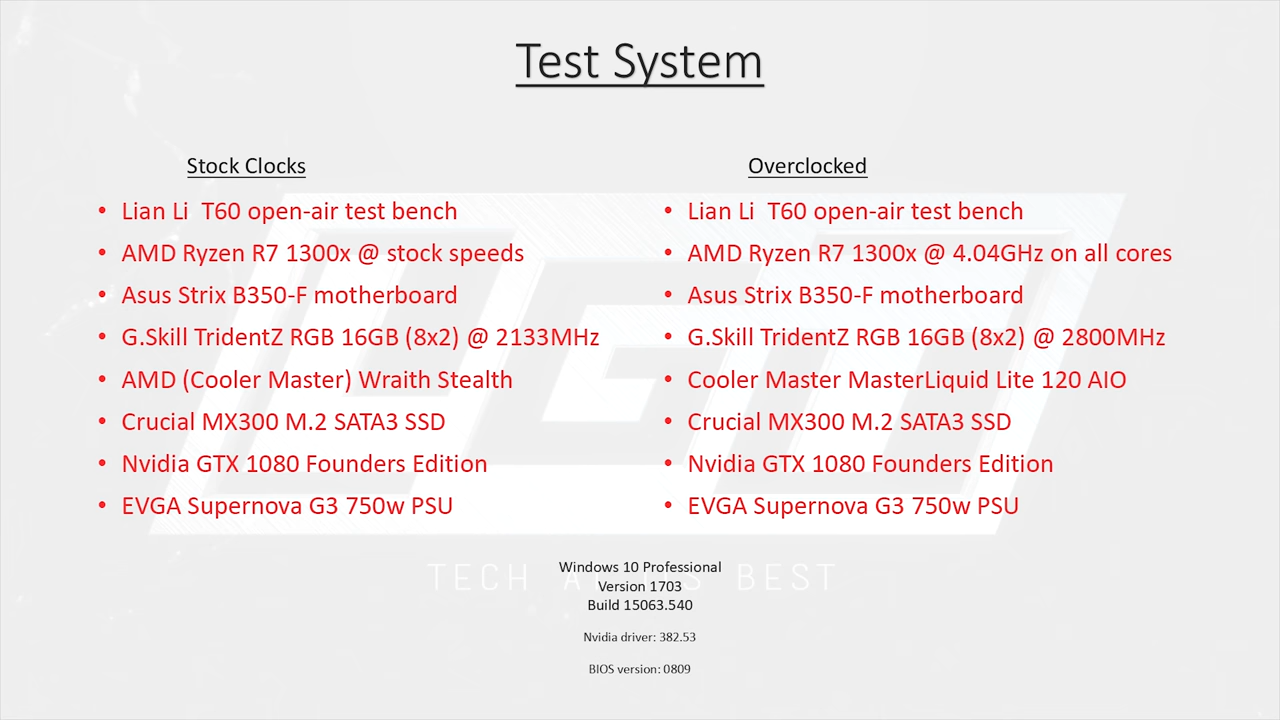 Test System
Stock Clocks
• Lian Li  T60 open-air test bench
• AMD Ryzen R7 1300x @ stock speeds
• Asus Strix B350-F motherboard
• G.Skill TridentZ RGB 16GB (8x2) @ 2133MHz
• AMD (Cooler Master) Wraith Stealth
• Crucial MX300 M.2 SATA3 SSD
• Nvidia GTX 1080 Founders Edition
• EVGA Supernova G3 750w PSU
Overclocked
• Lian Li  T60 open-air test bench
• AMD Ryzen R7 1300x @ 4.04GHz on all cores
• Asus Strix B350-F motherboard
• G.Skill TridentZ RGB 16GB (8x2) @ 2800MHz
• Cooler Master MasterLiquid Lite 120 AIO
• Crucial MX300 M.2 SATA3 SSD
• Nvidia GTX 1080 Founders Edition
• EVGA Supernova G3 750w PSU
TECH BEST
Windows 10 Professional
Version 1703
Build 15063.540
Nvidia driver: 382.53
BIOS version: 0809